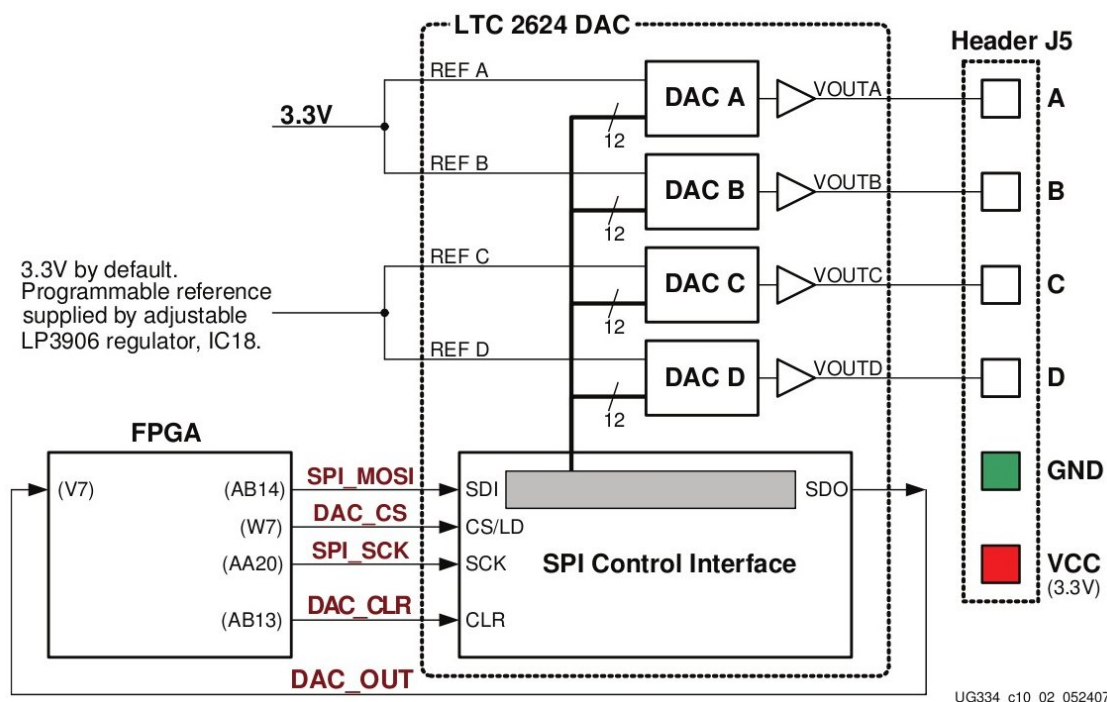 LTC 2624 DAC
Header J5
REF A
DAC A
VOUTA
A
3.3V
12
REF B
DAC B
VOUTB
B
12
REF C
DAC C
VOUTC
C
3.3V by default.
Programmable reference
supplied by adjustable
LP3906 regulator, IC18.
12
REF D
DAC D
VOUTD
D
12
FPGA
GND
(V7)
(AB14)
SPI_MOSI
SDI
SDO
(W7)
DAC_CS
CS/LD
(AA20)
SPI_SCK
SCK
SPI Control Interface
VCC
(3.3V)
(AB13)
DAC_CLR
CLR
DAC_OUT
UG334_c10_02_052407